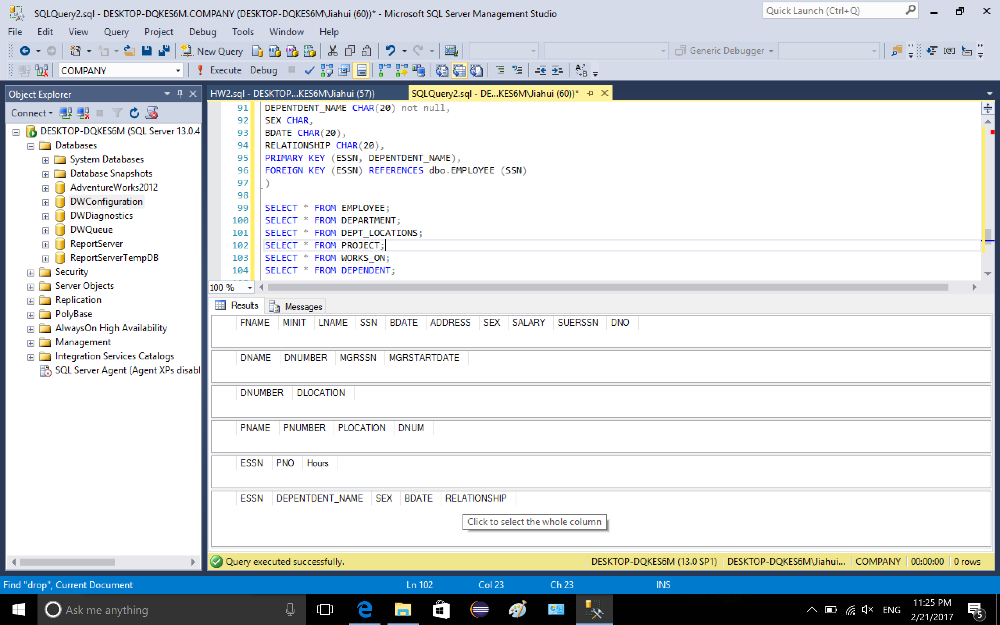 SQLQuery2.sql - DESKTOP-DQKES6M.COMPANY (DESKTOP-DQKES6M\Jiahui (60))* - Microsoft SQL Server Management Studio
Quick Launch (Ctrl+Q)
File Edit View Query Project Debug Tools Window Help
New Query
Generic Debugger
COMPANY
Execute Debug
Object Explorer
Connect
DESKTOP-DQKES6M (SQL Server 13.0.4
Databases
System Databases
Database Snapshots
AdventureWorks2012
DWConfiguration
DWDiagnostics
DWQueue
ReportServer
ReportServerTempDB
Security
Server Objects
Replication
PolyBase
AlwaysOn High Availability
Management
Integration Services Catalogs
SQL Server Agent (Agent XPs disabl
HW2.sql - DESKTOP...KES6M\Jiahui (57))
SQLQuery2.sql - DE...KES6M\Jiahui (60))*
91 DEPENTDENT_NAME CHAR(20) not null,
92 SEX CHAR,
93 BDATE CHAR(20),
94 RELATIONSHIP CHAR(20),
95 PRIMARY KEY (ESSN, DEPENTDENT_NAME),
96 FOREIGN KEY (ESSN) REFERENCES dbo.EMPLOYEE (SSN)
97 )
98
99 SELECT * FROM EMPLOYEE;
100 SELECT * FROM DEPARTMENT;
101 SELECT * FROM DEPT_LOCATIONS;
102 SELECT * FROM PROJECT;
103 SELECT * FROM WORKS_ON;
104 SELECT * FROM DEPENDENT;
100 %
Results Messages
FNAME MINIT LNAME SSN BDATE ADDRESS SEX SALARY SUERSSN DNO
DNAME DNUMBER MGRSSN MGRSTARTDATE
DNUMBER DLOCATION
PNAME PNUMBER PLOCATION DNUM
ESSN PNO Hours
ESSN DEPENTDENT_NAME SEX BDATE RELATIONSHIP
Click to select the whole column
Query executed successfully.
DESKTOP-DQKES6M (13.0 SP1) DESKTOP-DQKES6M\Jiahui... COMPANY 00:00:00 0 rows
Find "drop", Current Document
Ln 102 Col 23 Ch 23 INS
Ask me anything
ENG
11:25 PM
2/21/2017
5